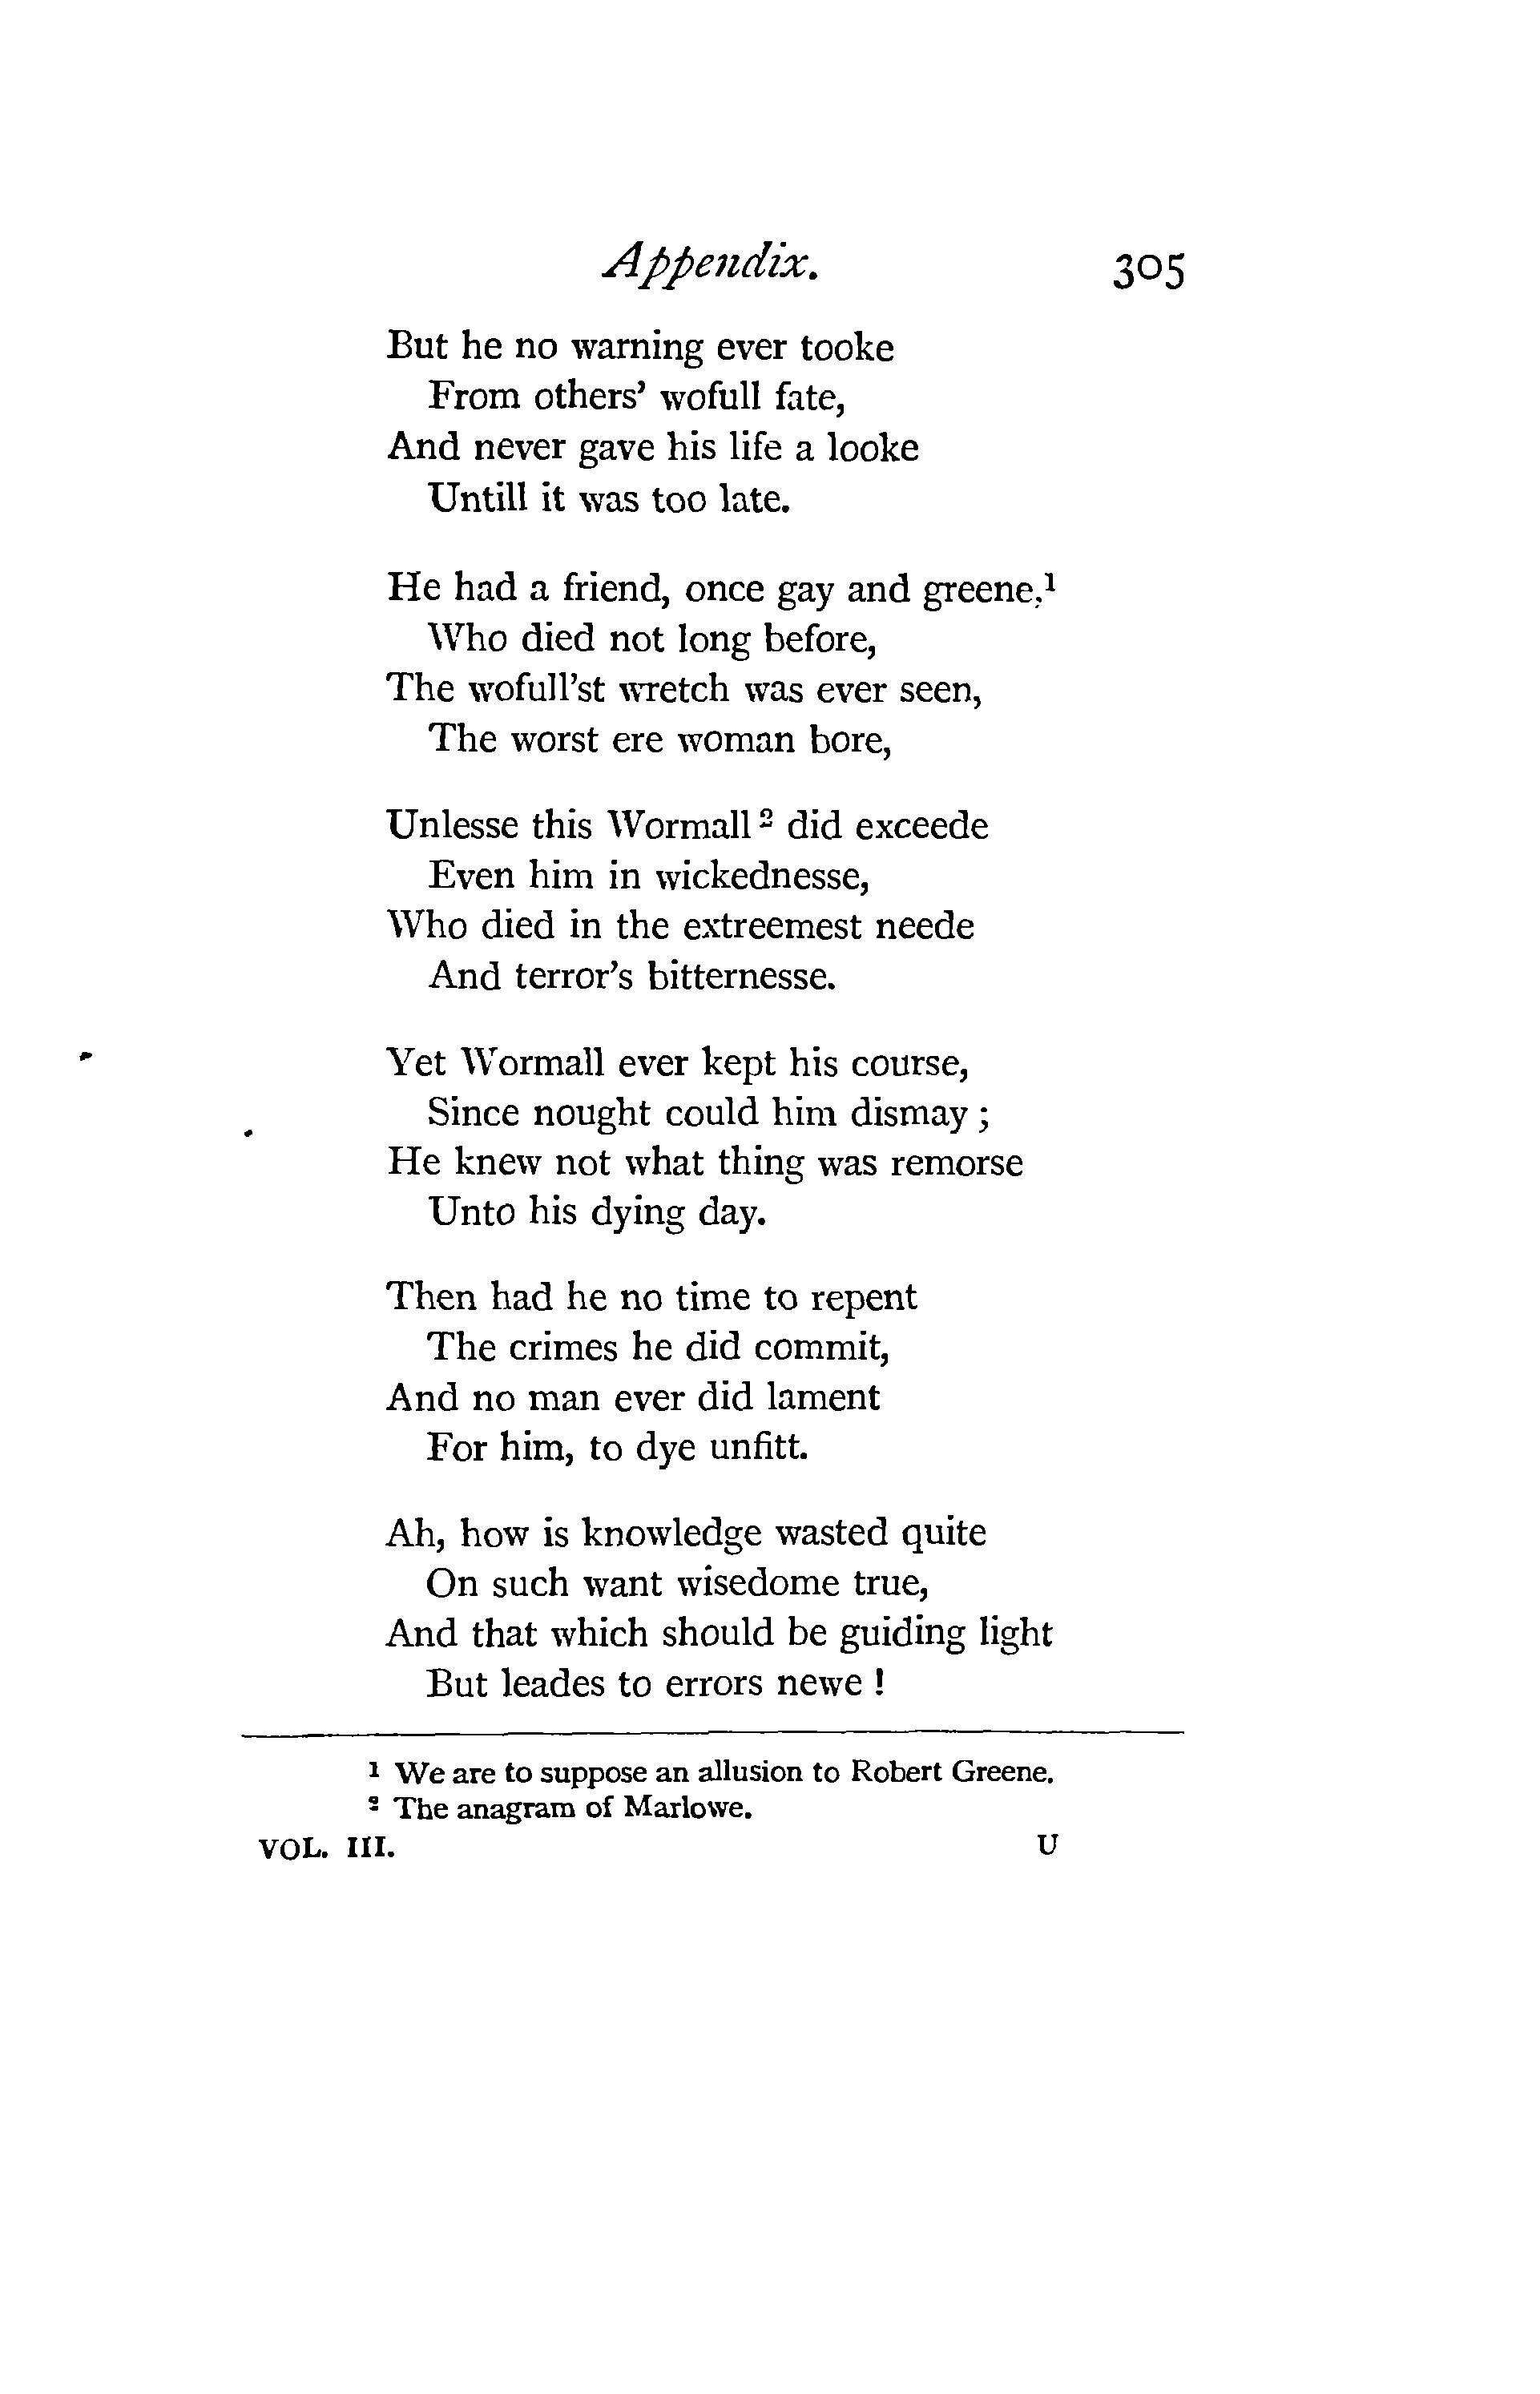 Appendix. 305
But he no warning ever tooke
From others' wofull fate,
And never gave his life a looke
Untill it was too late.
He had a friend, once gay and greene,¹
Who died not long before,
The wofull'st wretch was ever seen,
The worst ere woman bore,
Unlesse this Wormall ² did exceede
Even him in wickednesse,
Who died in the extreemest neede
And terror's bitternesse.
Yet Wormall ever kept his course,
Since nought could him dismay ;
He knew not what thing was remorse
Unto his dying day.
Then had he no time to repent
The crimes he did commit,
And no man ever did lament
For him, to dye unfitt.
Ah, how is knowledge wasted quite
On such want wisedome true,
And that which should be guiding light
But leades to errors newe !
¹ We are to suppose an allusion to Robert Greene.
² The anagram of Marlowe.
VOL. III. U